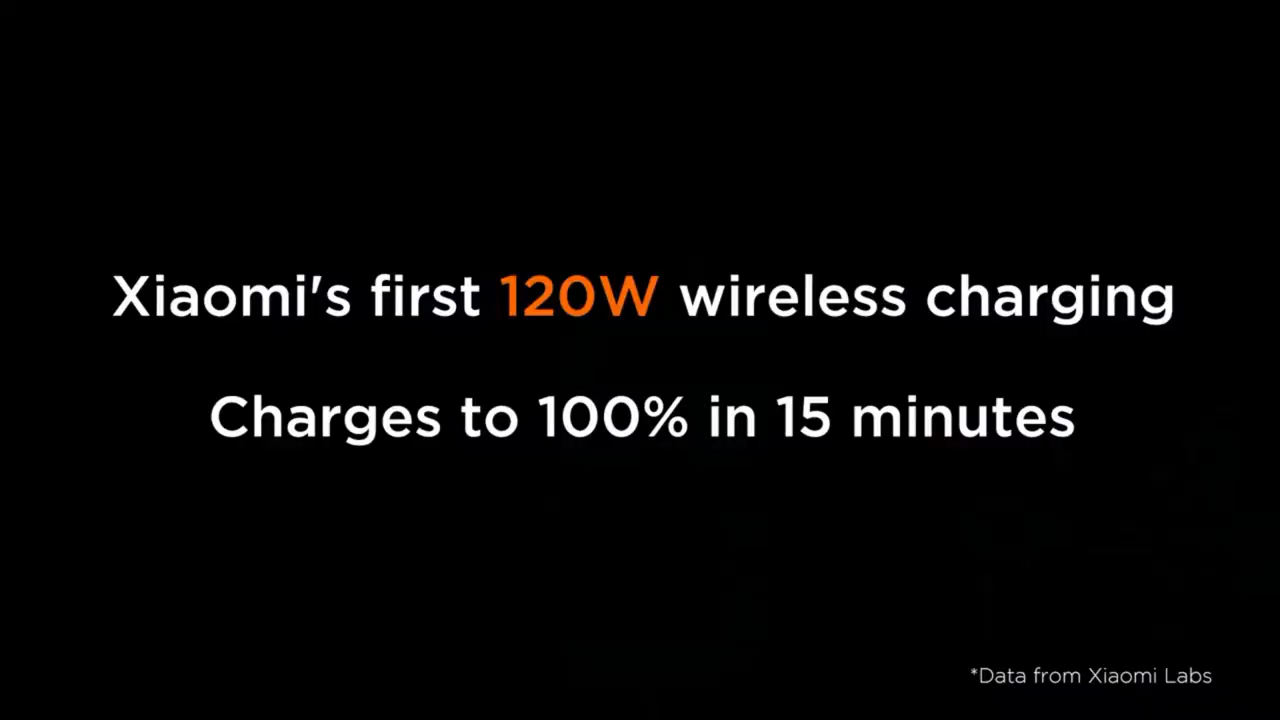 Xiaomi's first 120W wireless charging
Charges to 100% in 15 minutes
*Data from Xiaomi Labs